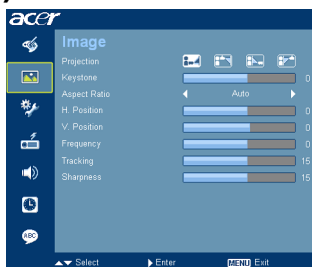 acer
Image
Projection
Keystone 0
Aspect Ratio Auto
H. Position 0
V. Position 0
Frequency 0
Tracking 15
Sharpness 15
ABC
Select Enter MENU Exit